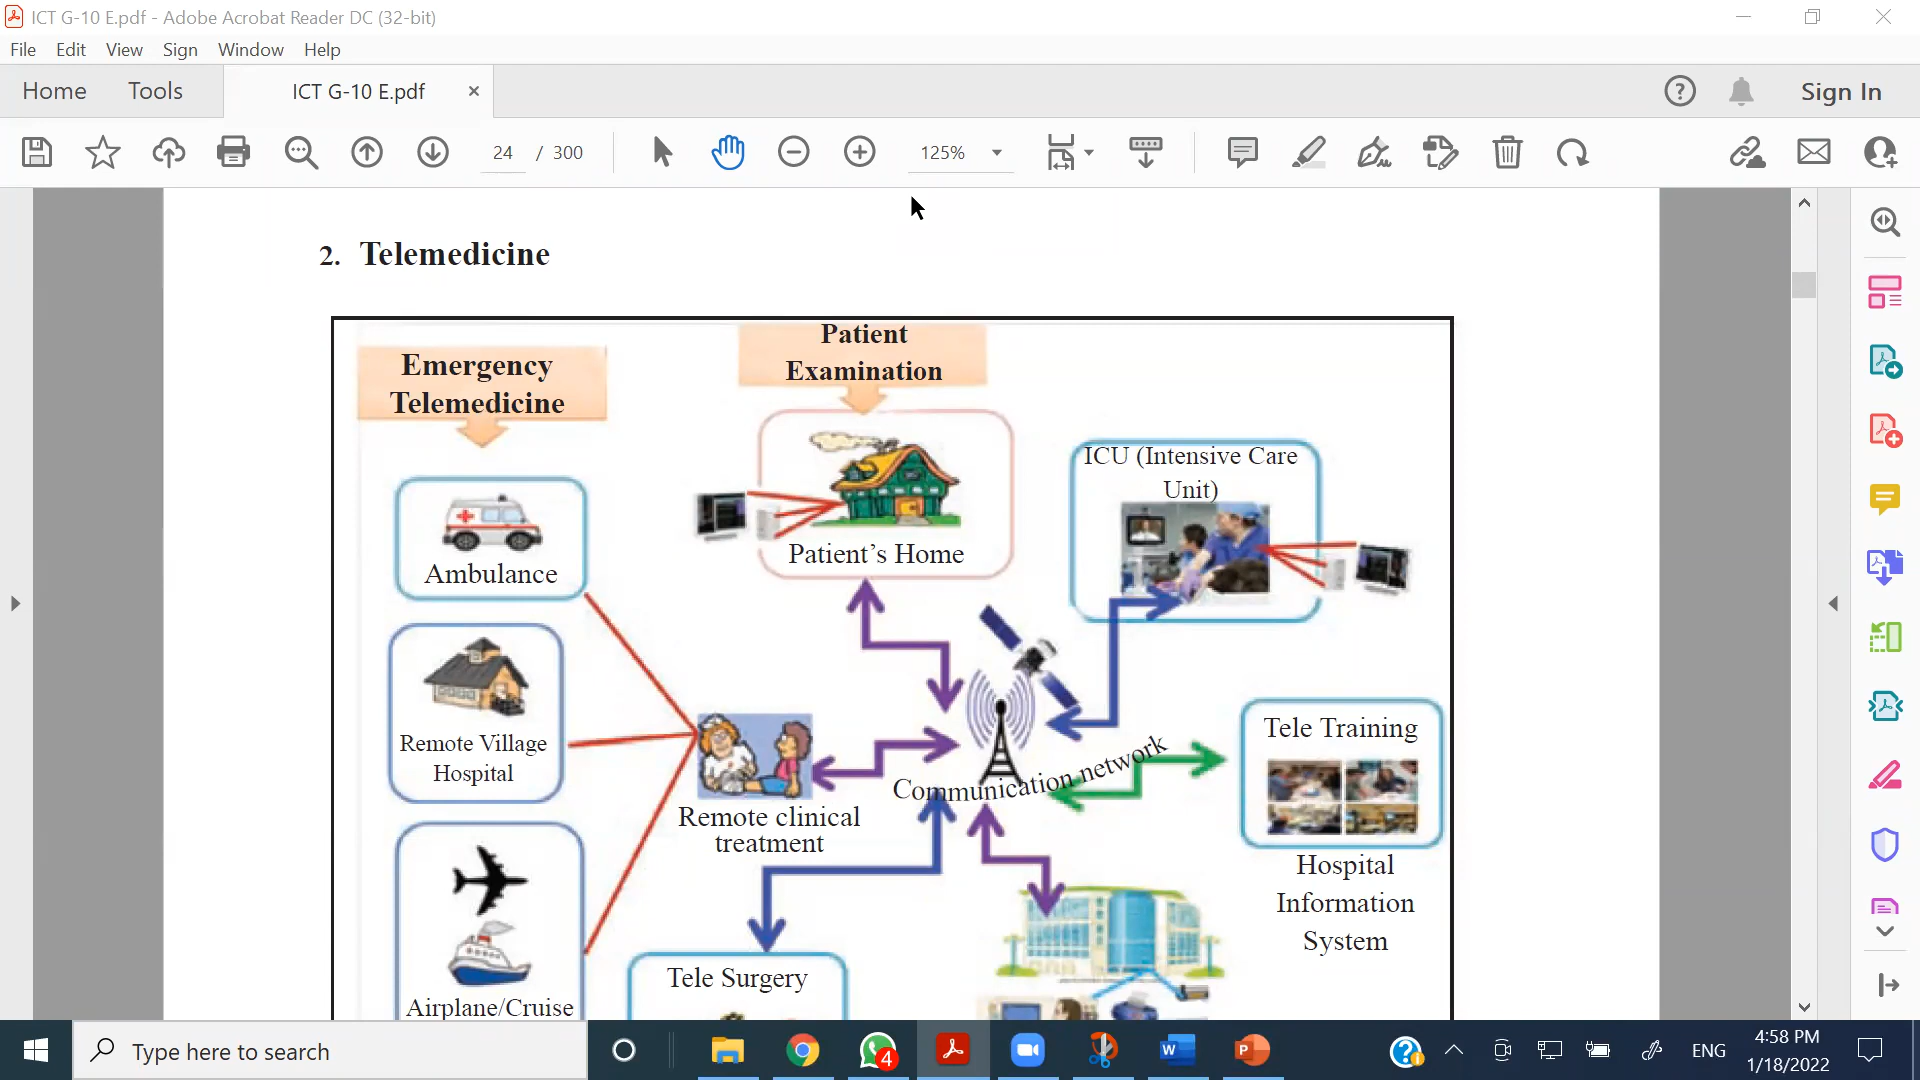 ICT G-10 E.pdf - Adobe Acrobat Reader DC (32-bit)
File Edit View Sign Window Help
Home Tools ICT G-10 E.pdf × ? Sign In
24 / 300 125%
2. Telemedicine
Emergency
Telemedicine
Patient
Examination
Ambulance
Patient’s Home
ICU (Intensive Care
Unit)
Remote Village
Hospital
Remote clinical
treatment
Communication network
Tele Training
Hospital
Information
System
Airplane/Cruise
Tele Surgery
Type here to search
4
W
P
?
ENG
4:58 PM
1/18/2022